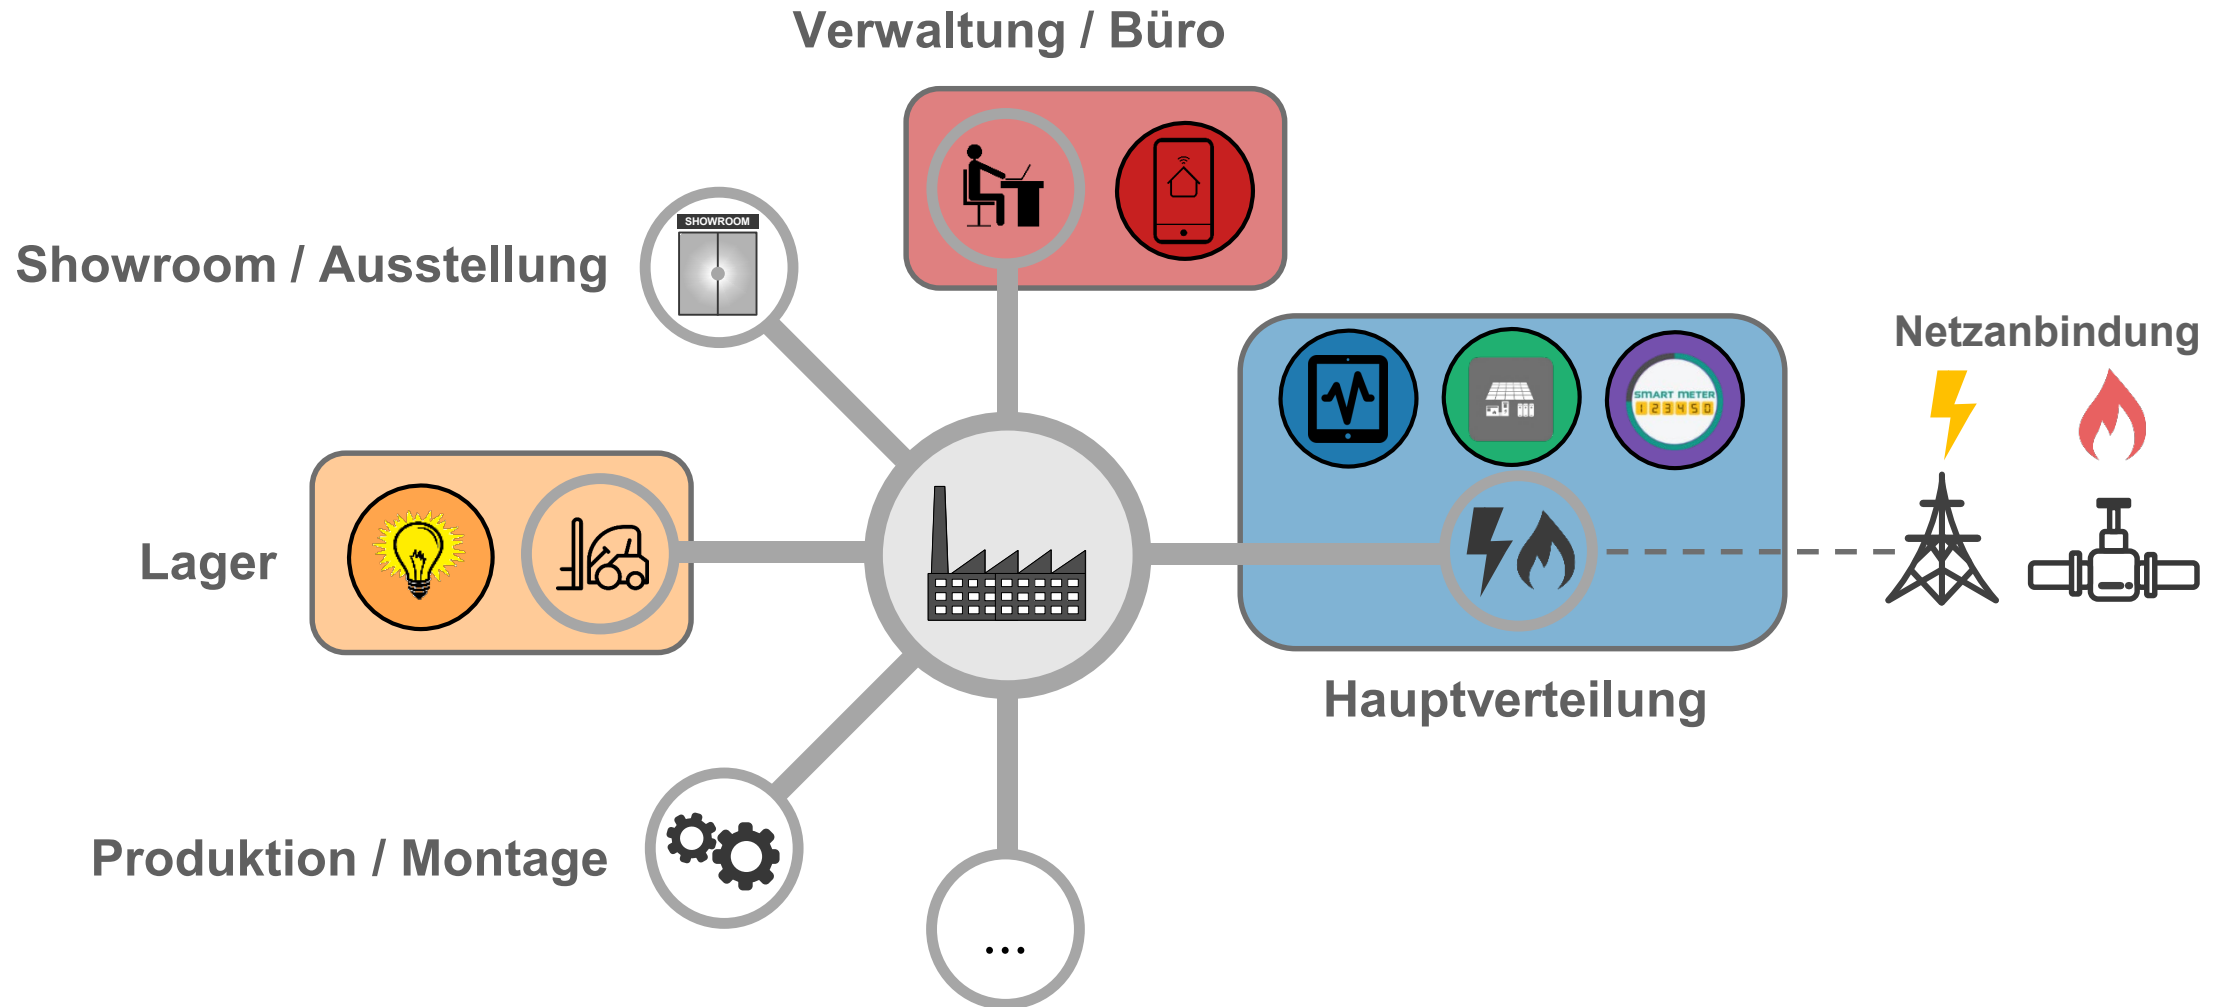 Verwaltung / Büro
SHOWROOM
Showroom / Ausstellung
Netzanbindung
SMART METER
123450
Lager
Hauptverteilung
Produktion / Montage
...